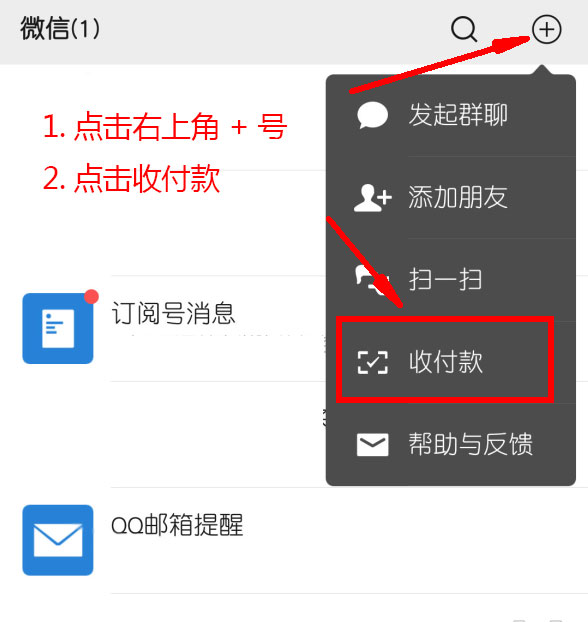 微信(1)
1. 点击右上角 + 号
2. 点击收付款
发起群聊
添加朋友
扫一扫
收付款
帮助与反馈
订阅号消息
QQ邮箱提醒